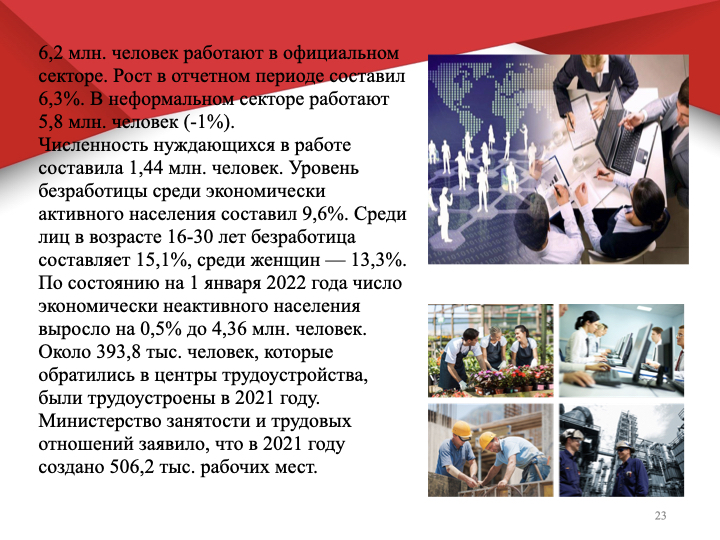 6,2 млн. человек работают в официальном
секторе. Рост в отчетном периоде составил
6,3%. В неформальном секторе работают
5,8 млн. человек (-1%).
Численность нуждающихся в работе
составила 1,44 млн. человек. Уровень
безработицы среди экономически
активного населения составил 9,6%. Среди
лиц в возрасте 16-30 лет безработица
составляет 15,1%, среди женщин — 13,3%.
По состоянию на 1 января 2022 года число
экономически неактивного населения
выросло на 0,5% до 4,36 млн. человек.
Около 393,8 тыс. человек, которые
обратились в центры трудоустройства,
были трудоустроены в 2021 году.
Министерство занятости и трудовых
отношений заявило, что в 2021 году
создано 506,2 тыс. рабочих мест.
23